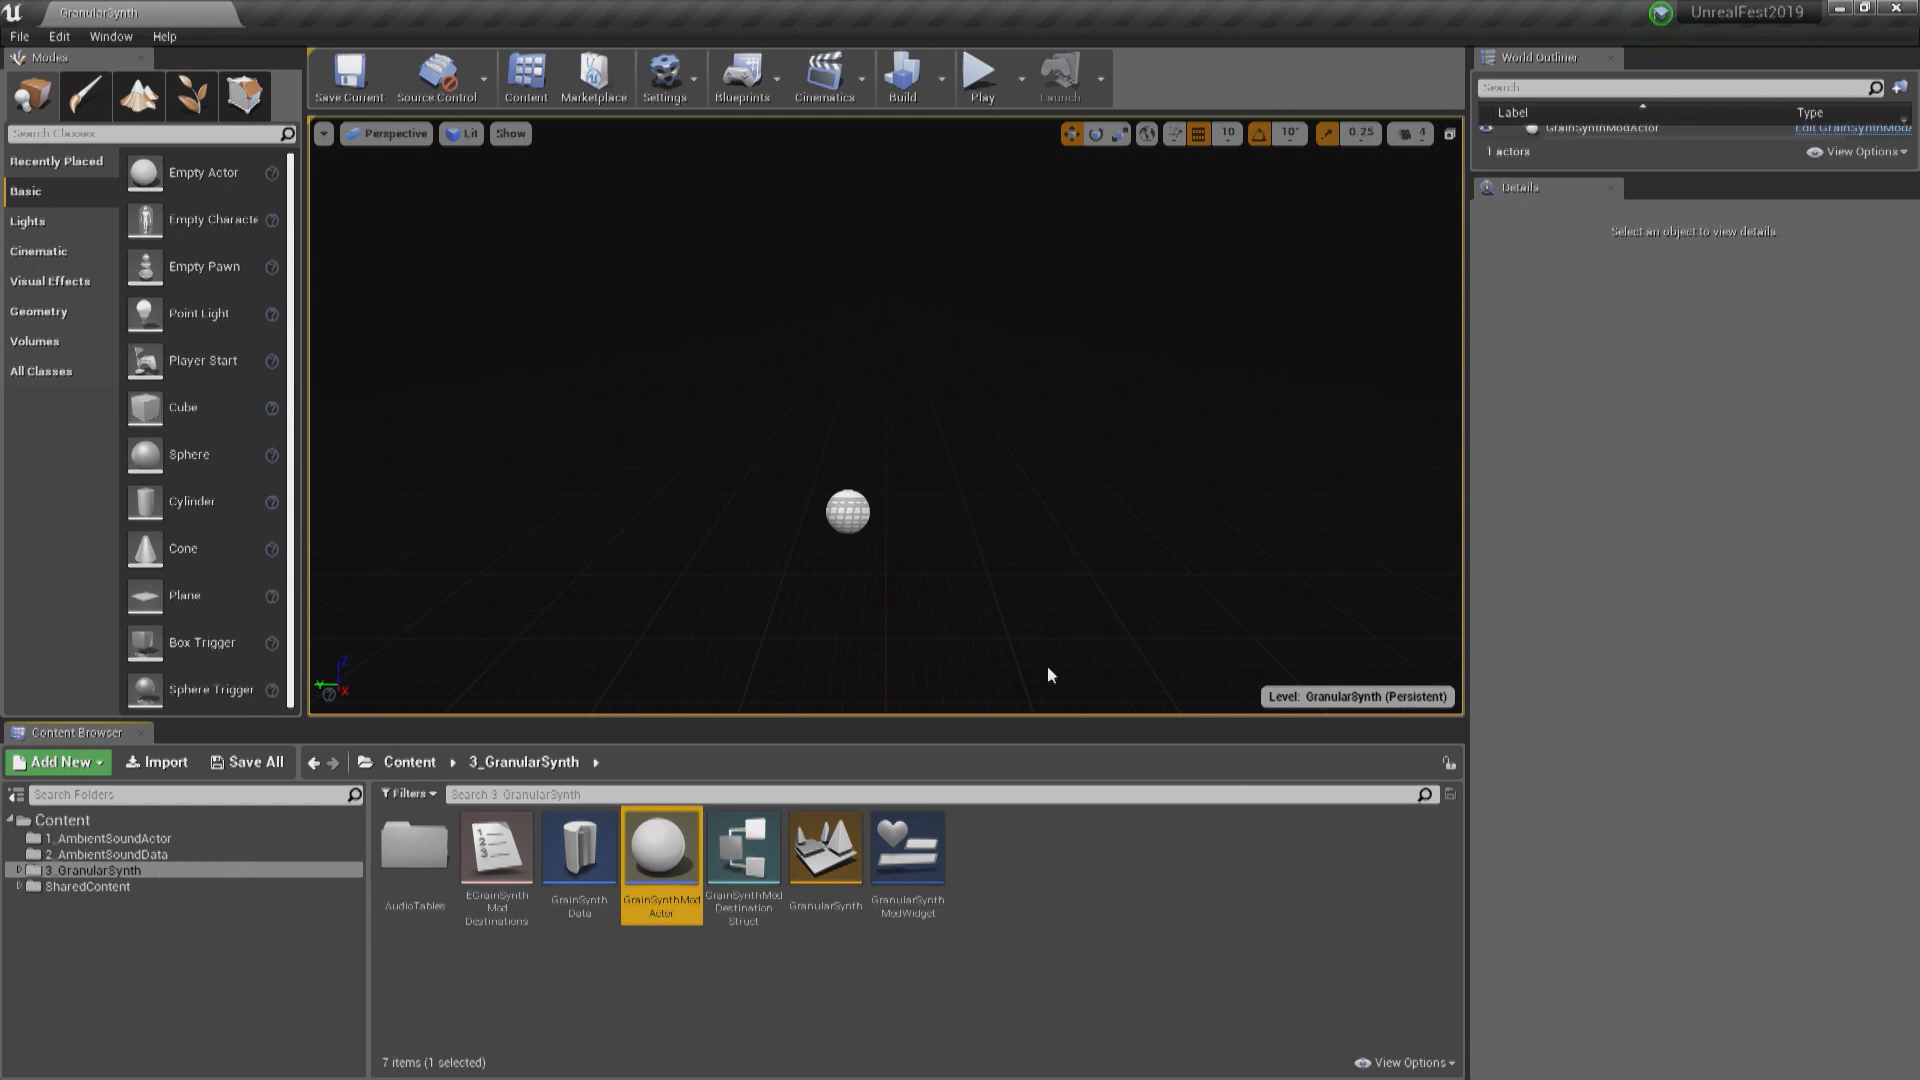 GranularSynth
UnrealFest2019
File Edit Window Help
Modes
Search Classes
Recently Placed
Basic
Lights
Cinematic
Visual Effects
Geometry
Volumes
All Classes
Empty Actor
Empty Characte
Empty Pawn
Point Light
Player Start
Cube
Sphere
Cylinder
Cone
Plane
Box Trigger
Sphere Trigger
Save Current Source Control Content Marketplace Settings Blueprints Cinematics Build Play Launch
Perspective Lit Show
10 10° 0.25 4
Z
Y X
Level: GranularSynth (Persistent)
World Outliner
Search
Label Type
GrainSynthModActor Edit GrainSynthModA
1 actors View Options
Details
Select an object to view details.
Content Browser
Add New Import Save All Content 3_GranularSynth
Search Folders
Content
1_AmbientSoundActor
2_AmbientSoundData
3_GranularSynth
SharedContent
Filters Search 3_GranularSynth
AudioTables
EGrainSynth
Mod
Destinations
GrainSynth
Data
GrainSynthMod
Actor
GrainSynthMod
Destination
Struct
GranularSynth
GranularSynth
ModWidget
7 items (1 selected) View Options